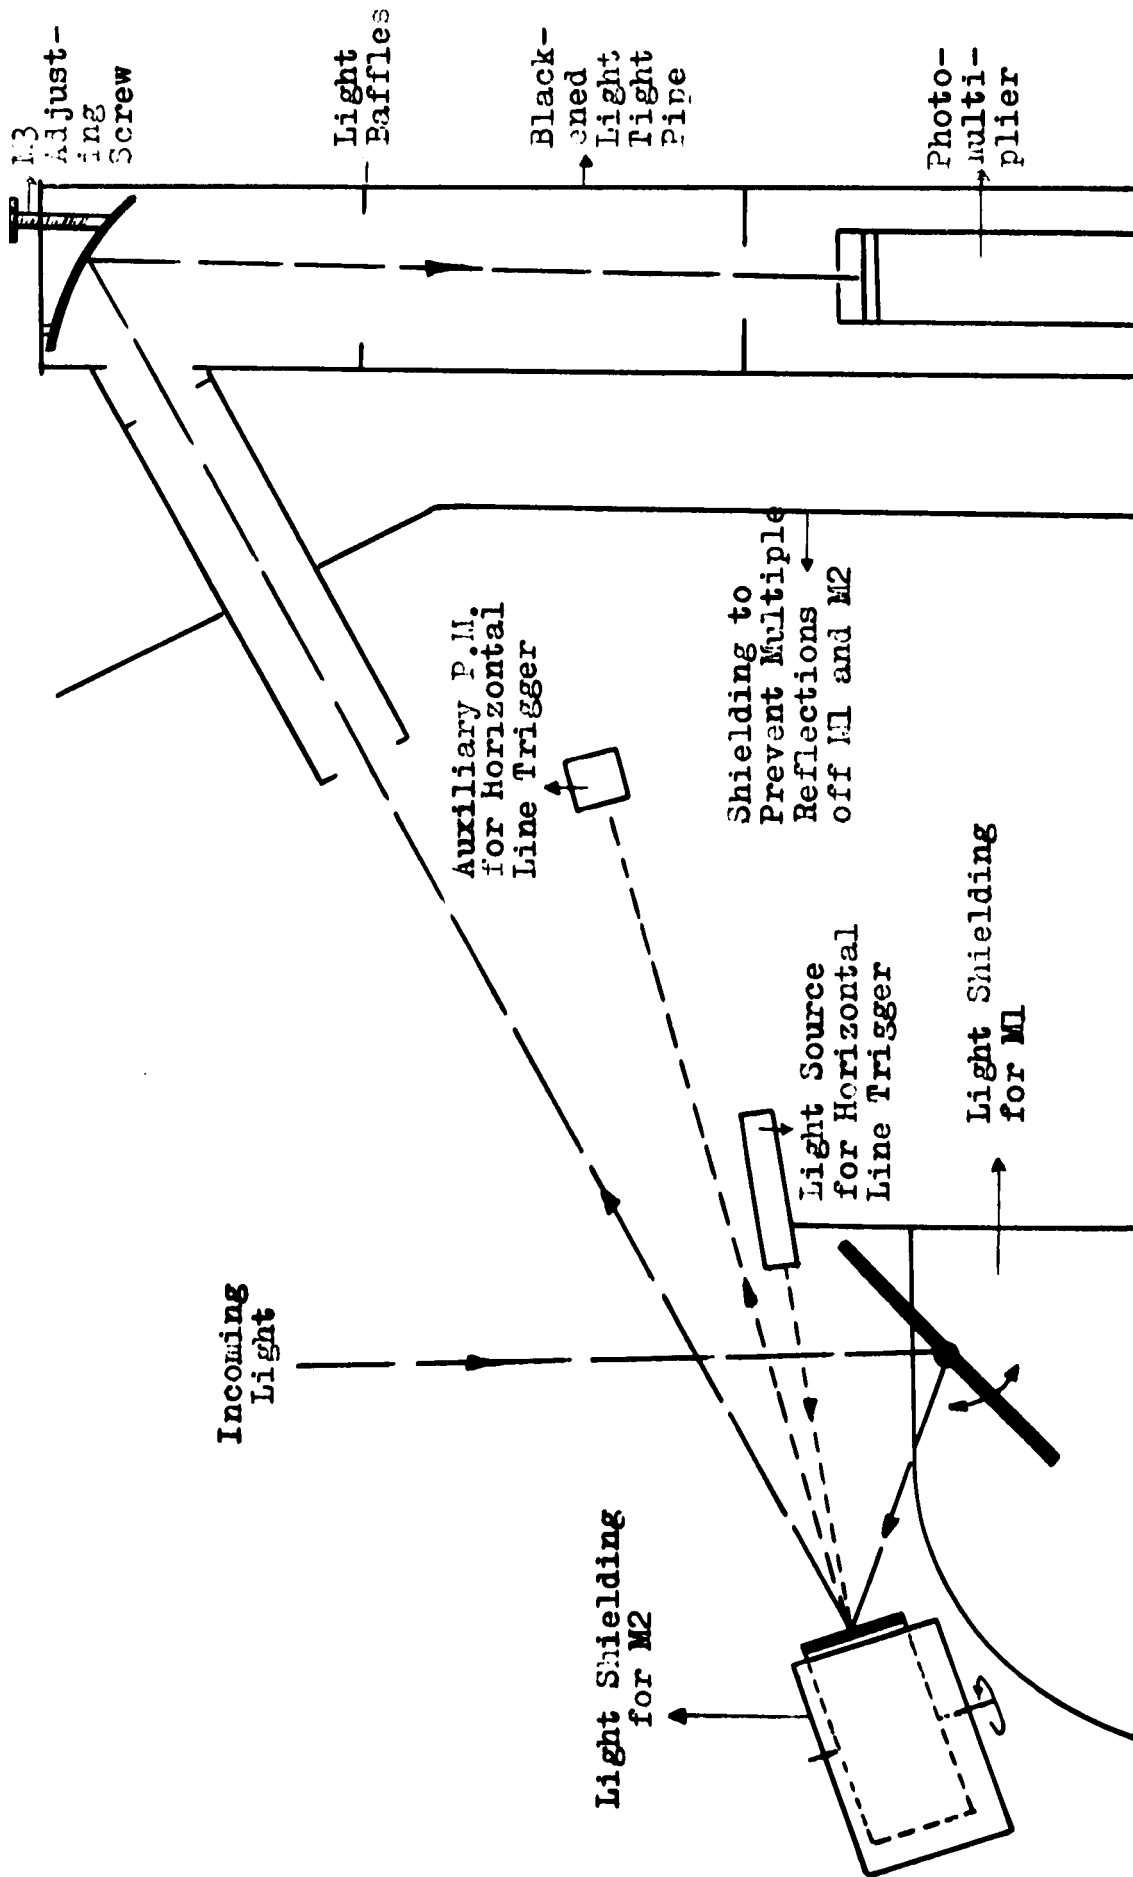 M3
Adjust-
ing
Screw
Light
Baffles
Black-
ened
Light
Tight
Pipe
Photo-
multi-
plier
Incoming
Light
Auxiliary P.M.
for Horizontal
Line Trigger
Shielding to
Prevent Multiple
Reflections
off M1 and M2
Light Source
for Horizontal
Line Trigger
Light Shielding
for M1
Light Shielding
for M2